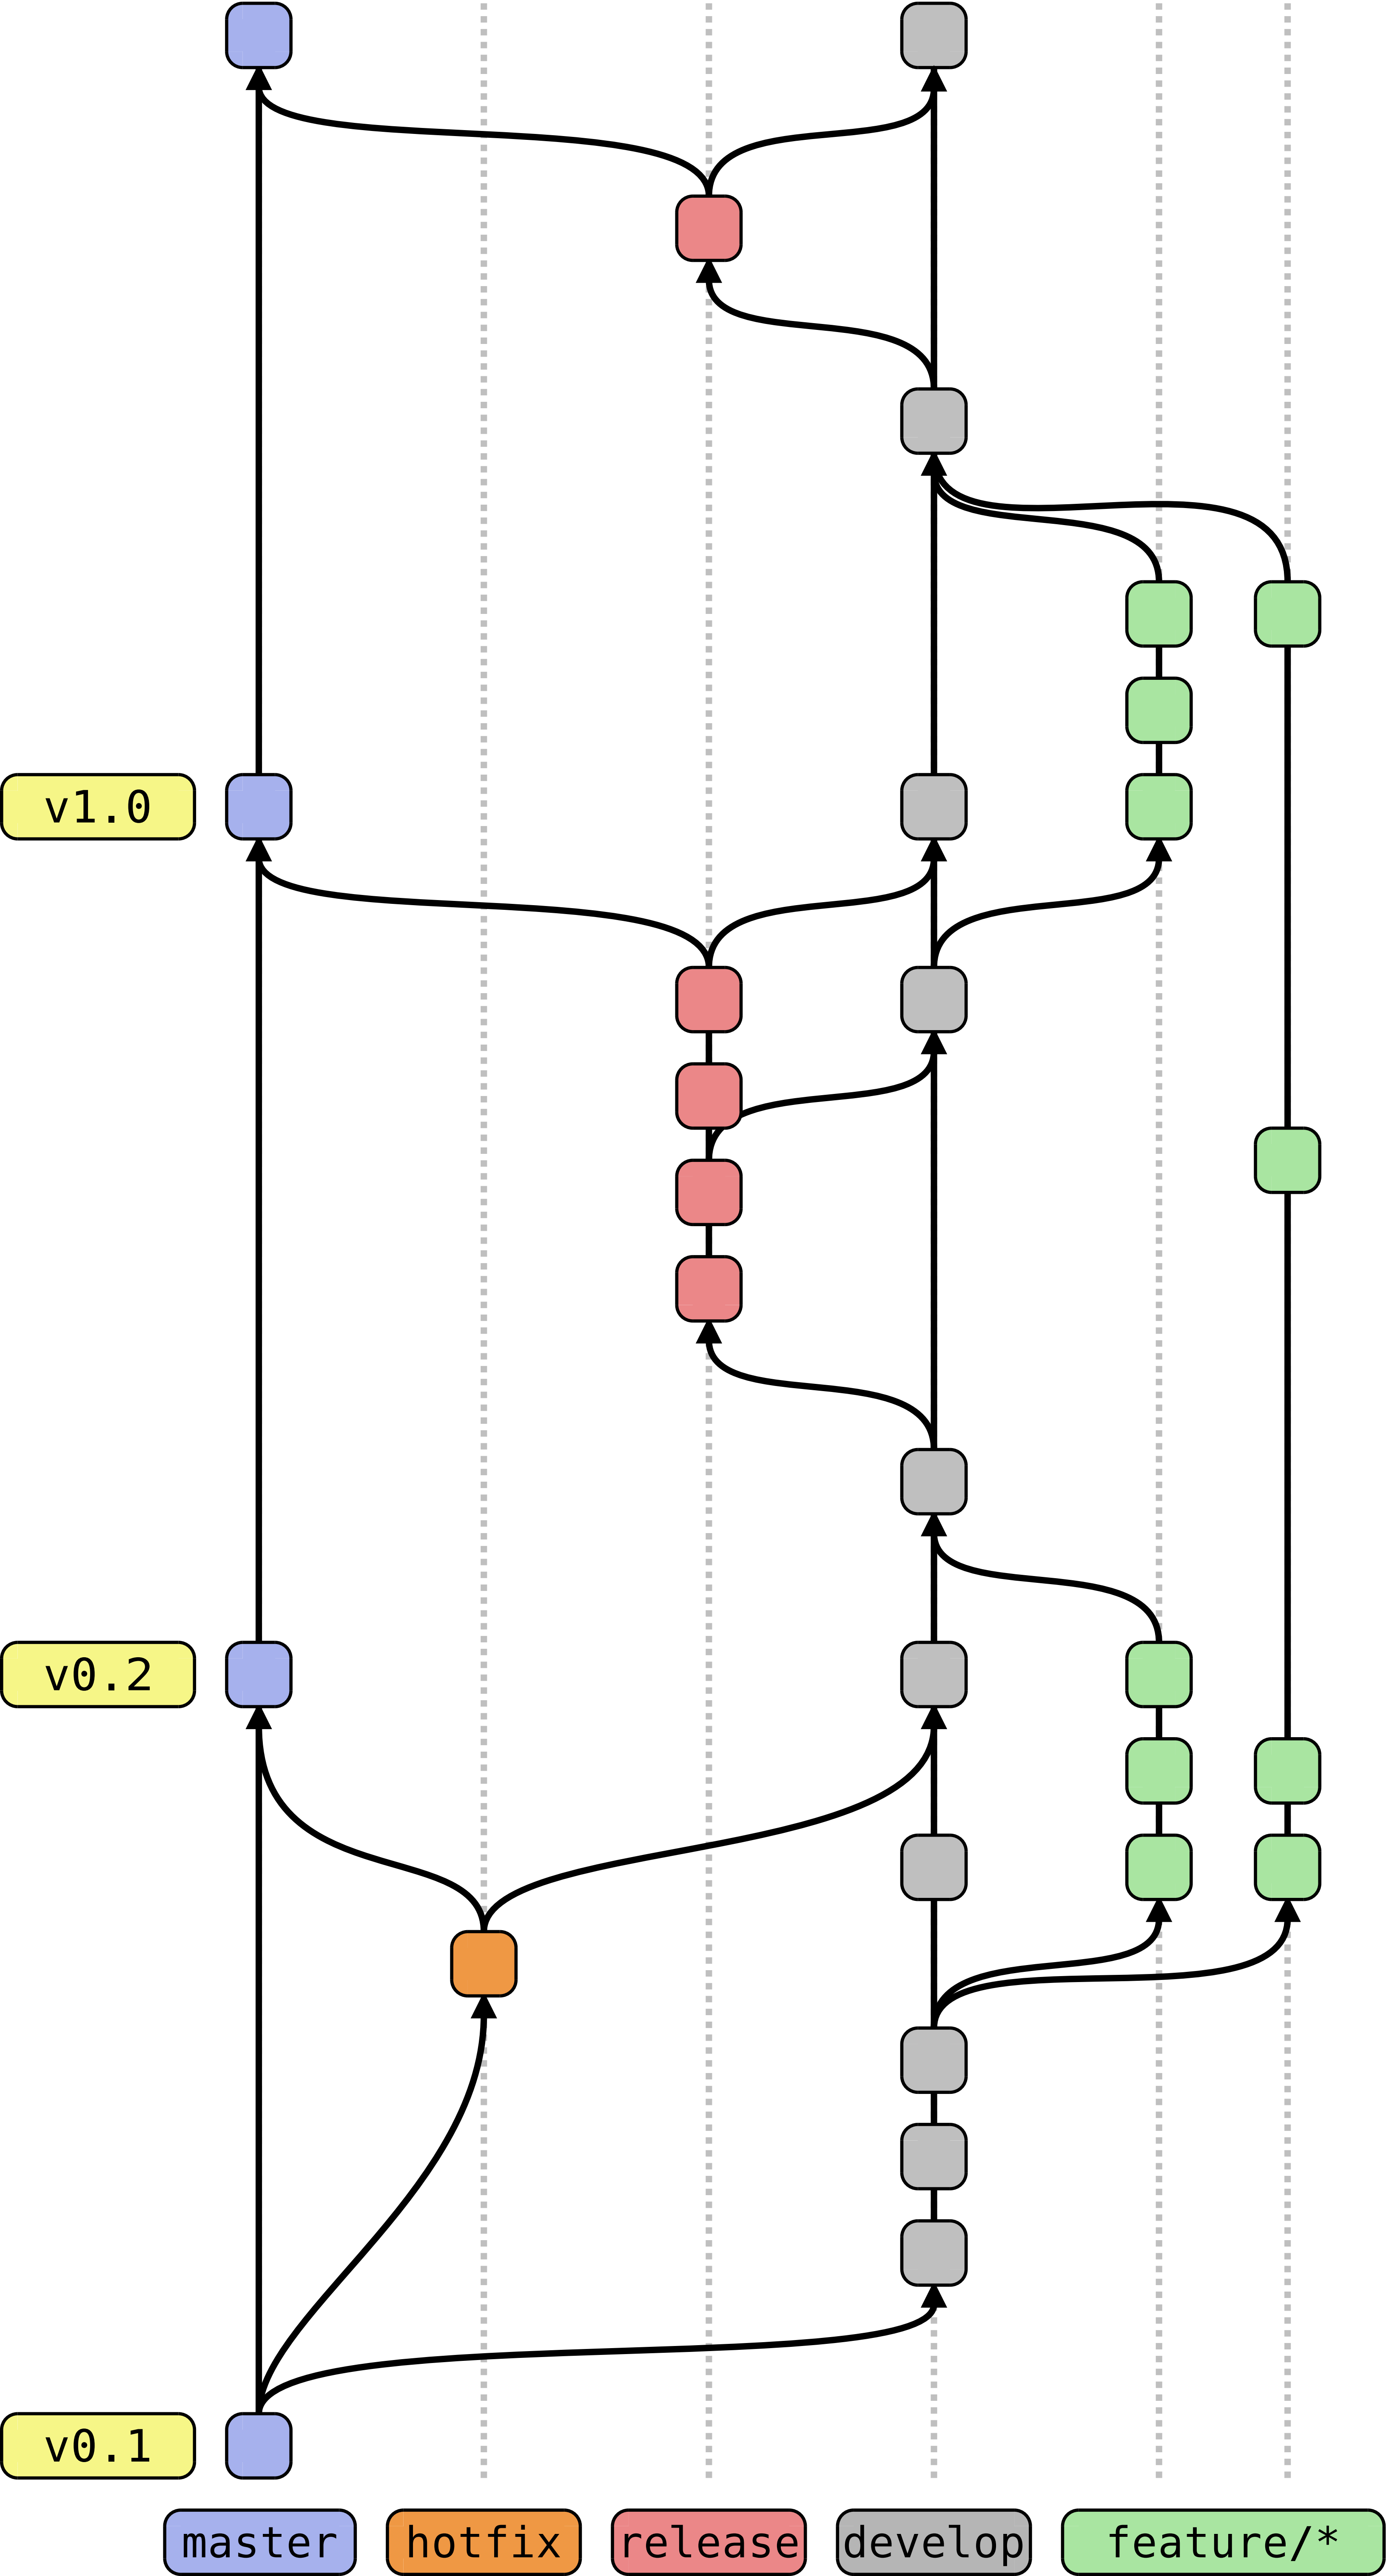 v1.0
v0.2
v0.1
master hotfix release develop feature/*